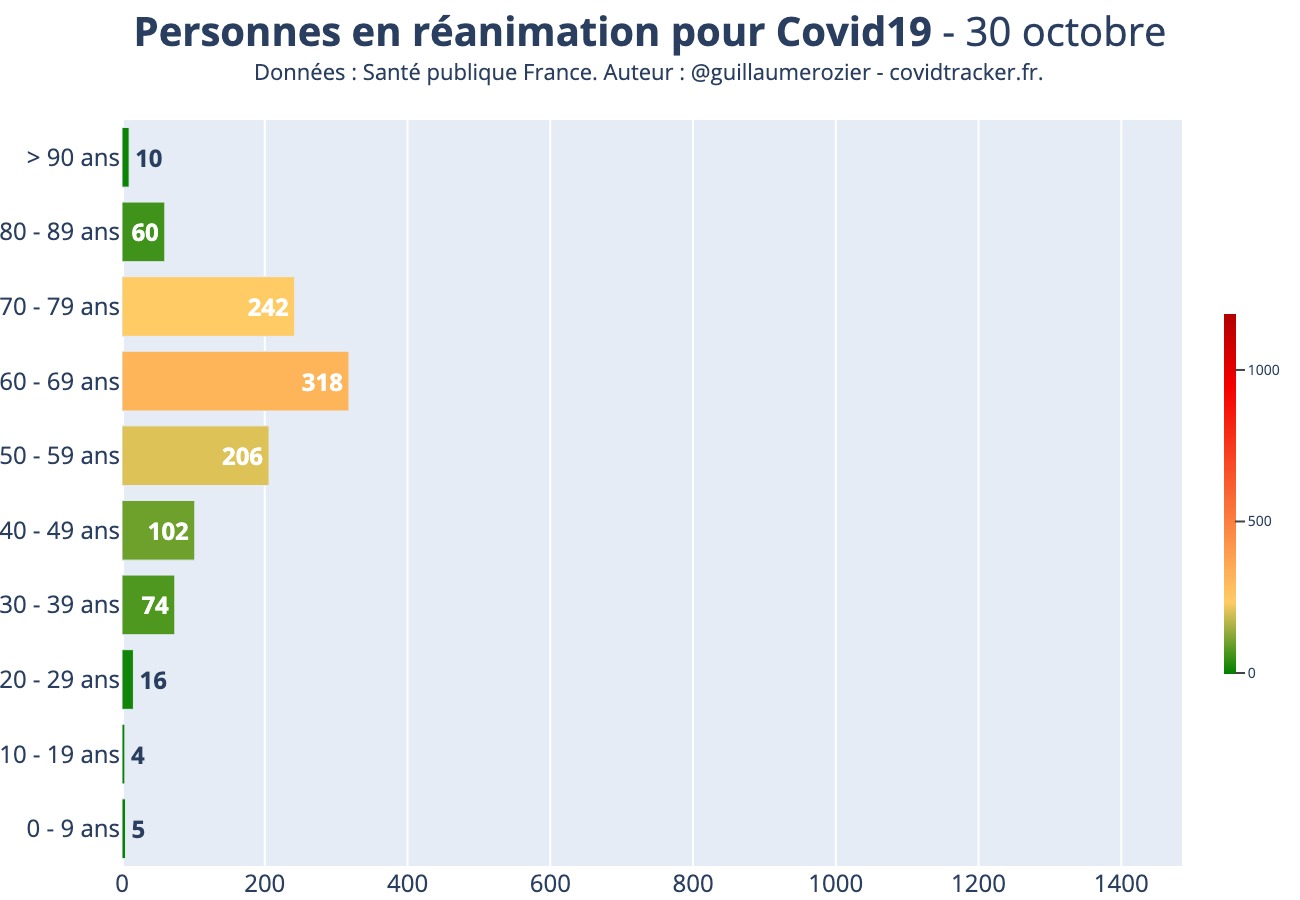 Personnes en réanimation pour Covid19 - 30 octobre
Données : Santé publique France. Auteur : @guillaumerozier - covidtracker.fr.
> 90 ans 10
80 - 89 ans 60
70 - 79 ans 242
60 - 69 ans 318
50 - 59 ans 206
40 - 49 ans 102
30 - 39 ans 74
20 - 29 ans 16
10 - 19 ans 4
0 - 9 ans 5
0 200 400 600 800 1000 1200 1400
1000
500
0